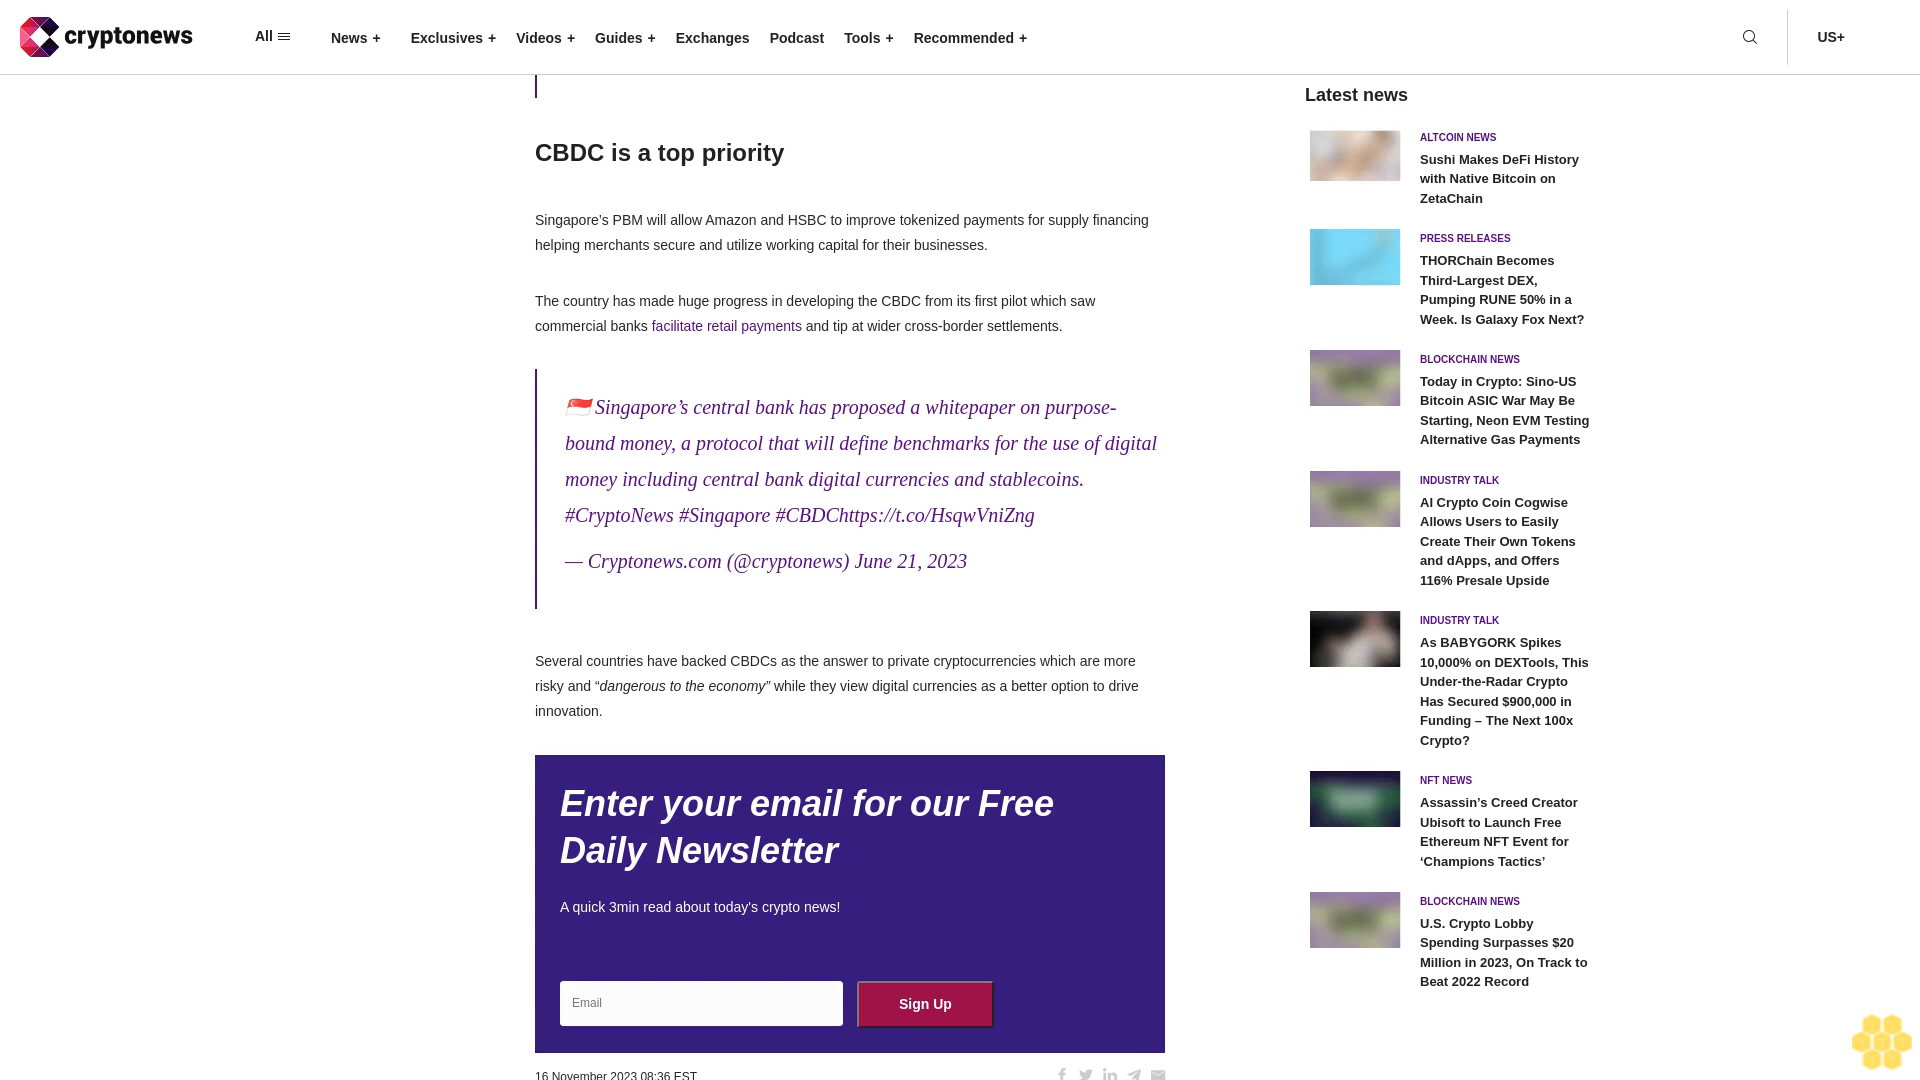 cryptonews
All
News +
Exclusives +
Videos +
Guides +
Exchanges
Podcast
Tools +
Recommended +
US+
CBDC is a top priority
Singapore’s PBM will allow Amazon and HSBC to improve tokenized payments for supply financing
helping merchants secure and utilize working capital for their businesses.
The country has made huge progress in developing the CBDC from its first pilot which saw
commercial banks facilitate retail payments and tip at wider cross-border settlements.
🇸🇬 Singapore’s central bank has proposed a whitepaper on purpose-
bound money, a protocol that will define benchmarks for the use of digital
money including central bank digital currencies and stablecoins.
#CryptoNews #Singapore #CBDChttps://t.co/HsqwVniZng
— Cryptonews.com (@cryptonews) June 21, 2023
Several countries have backed CBDCs as the answer to private cryptocurrencies which are more
risky and “dangerous to the economy” while they view digital currencies as a better option to drive
innovation.
Enter your email for our Free
Daily Newsletter
A quick 3min read about today's crypto news!
Email
Sign Up
16 November 2023 08:36 EST
Latest news
ALTCOIN NEWS
Sushi Makes DeFi History
with Native Bitcoin on
ZetaChain
PRESS RELEASES
THORChain Becomes
Third-Largest DEX,
Pumping RUNE 50% in a
Week. Is Galaxy Fox Next?
BLOCKCHAIN NEWS
Today in Crypto: Sino-US
Bitcoin ASIC War May Be
Starting, Neon EVM Testing
Alternative Gas Payments
INDUSTRY TALK
AI Crypto Coin Cogwise
Allows Users to Easily
Create Their Own Tokens
and dApps, and Offers
116% Presale Upside
INDUSTRY TALK
As BABYGORK Spikes
10,000% on DEXTools, This
Under-the-Radar Crypto
Has Secured $900,000 in
Funding – The Next 100x
Crypto?
NFT NEWS
Assassin’s Creed Creator
Ubisoft to Launch Free
Ethereum NFT Event for
‘Champions Tactics’
BLOCKCHAIN NEWS
U.S. Crypto Lobby
Spending Surpasses $20
Million in 2023, On Track to
Beat 2022 Record